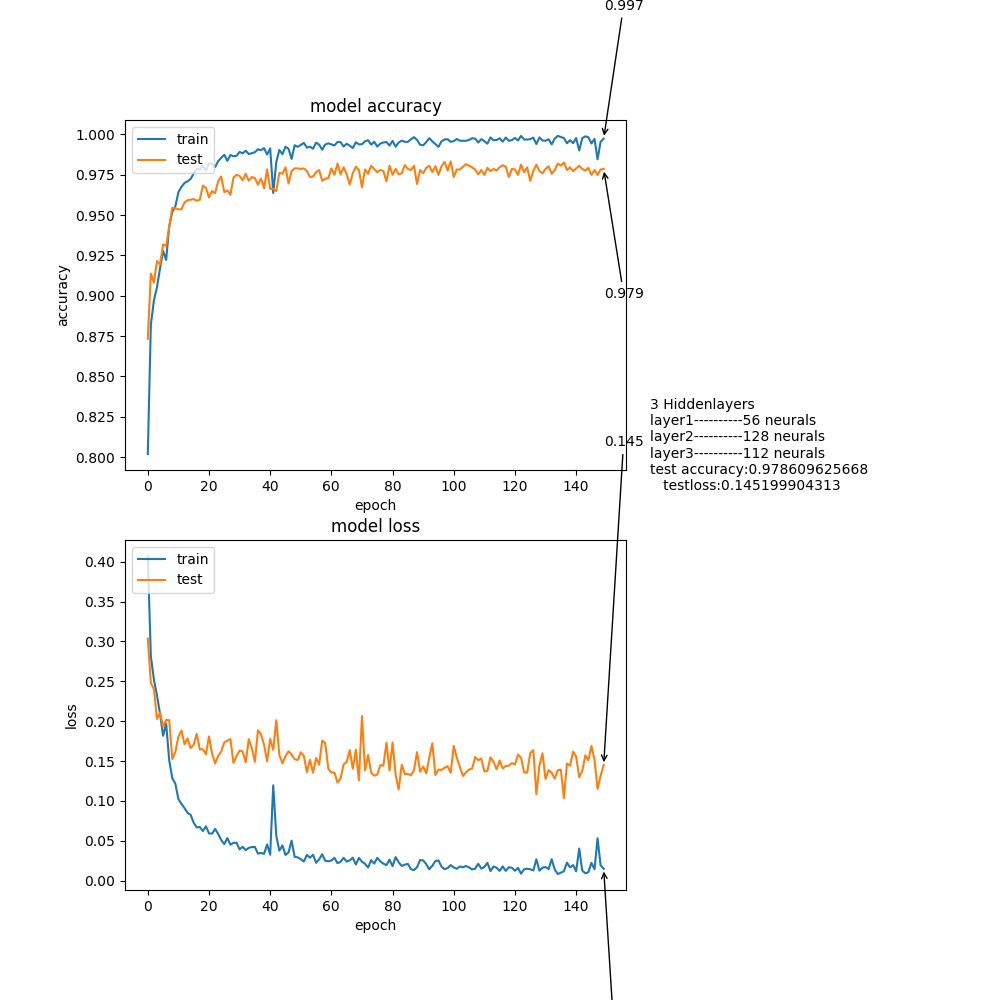 0.997
model accuracy
train
test
1.000
0.975
0.950
0.925
0.900
0.875
0.850
0.825
0.800
accuracy
0 20 40 60 80 100 120 140
epoch
0.979
3 Hiddenlayers
layer1----------56 neurals
layer2----------128 neurals
layer3----------112 neurals
test accuracy:0.978609625668
testloss:0.145199904313
0.145
model loss
train
test
0.40
0.35
0.30
0.25
0.20
0.15
0.10
0.05
0.00
loss
0 20 40 60 80 100 120 140
epoch